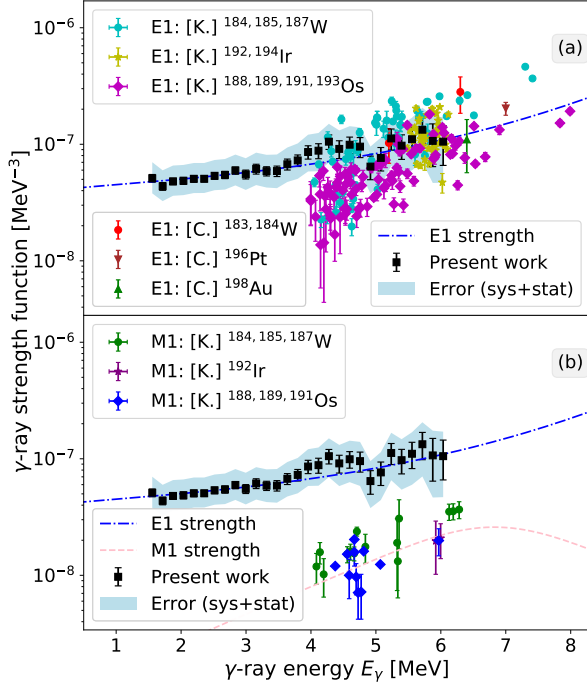 10⁻⁶
10⁻⁷
10⁻⁸
(a)
E1: [K.] ¹⁸⁴,¹⁸⁵,¹⁸⁷W
E1: [K.] ¹⁹²,¹⁹⁴Ir
E1: [K.] ¹⁸⁸,¹⁸⁹,¹⁹¹,¹⁹³Os
E1: [C.] ¹⁸³,¹⁸⁴W
E1: [C.] ¹⁹⁶Pt
E1: [C.] ¹⁹⁸Au
E1 strength
Present work
Error (sys+stat)
γ-ray strength function [MeV⁻³]
10⁻⁶
10⁻⁷
10⁻⁸
(b)
M1: [K.] ¹⁸⁴,¹⁸⁵,¹⁸⁷W
M1: [K.] ¹⁹²Ir
M1: [K.] ¹⁸⁸,¹⁸⁹,¹⁹¹Os
E1 strength
M1 strength
Present work
Error (sys+stat)
1 2 3 4 5 6 7 8
γ-ray energy Eᵧ [MeV]